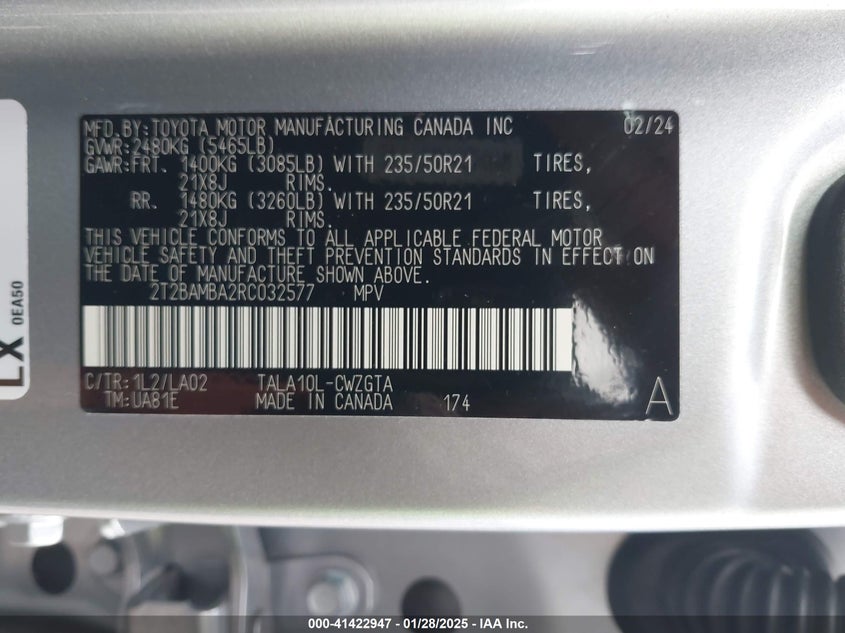 MFD.BY:TOYOTA MOTOR MANUFACTURING CANADA INC 02/24
GVWR:2480KG (5465LB)
GAWR:FRT. 1400KG (3085LB) WITH 235/50R21 TIRES,
21X8J RIMS.
RR. 1480KG (3260LB) WITH 235/50R21 TIRES,
21X8J RIMS.
THIS VEHICLE CONFORMS TO ALL APPLICABLE FEDERAL MOTOR
VEHICLE SAFETY AND THEFT PREVENTION STANDARDS IN EFFECT ON
THE DATE OF MANUFACTURE SHOWN ABOVE.
2T2BAMBA2RC032577 MPV
C/TR:1L2/LA02 TALA10L-CWZGTA
TM:UA81E MADE IN CANADA 174 A
LX
0EA50
000-41422947 - 01/28/2025 - IAA Inc.